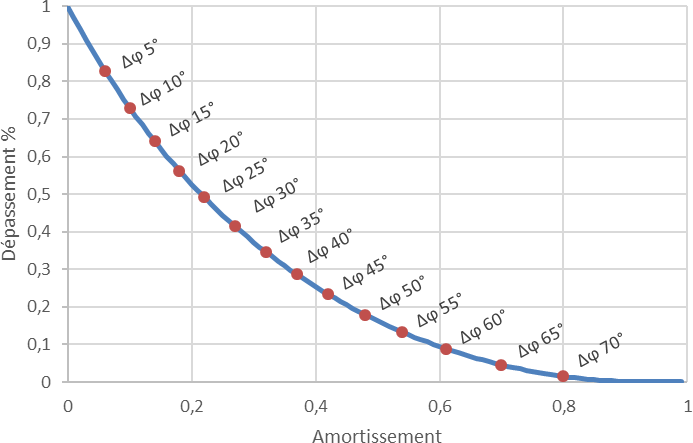 1
0,9
0,8
0,7
0,6
0,5
0,4
0,3
0,2
0,1
0
Dépassement %
Δφ 5°
Δφ 10°
Δφ 15°
Δφ 20°
Δφ 25°
Δφ 30°
Δφ 35°
Δφ 40°
Δφ 45°
Δφ 50°
Δφ 55°
Δφ 60°
Δφ 65°
Δφ 70°
0 0,2 0,4 0,6 0,8 1
Amortissement